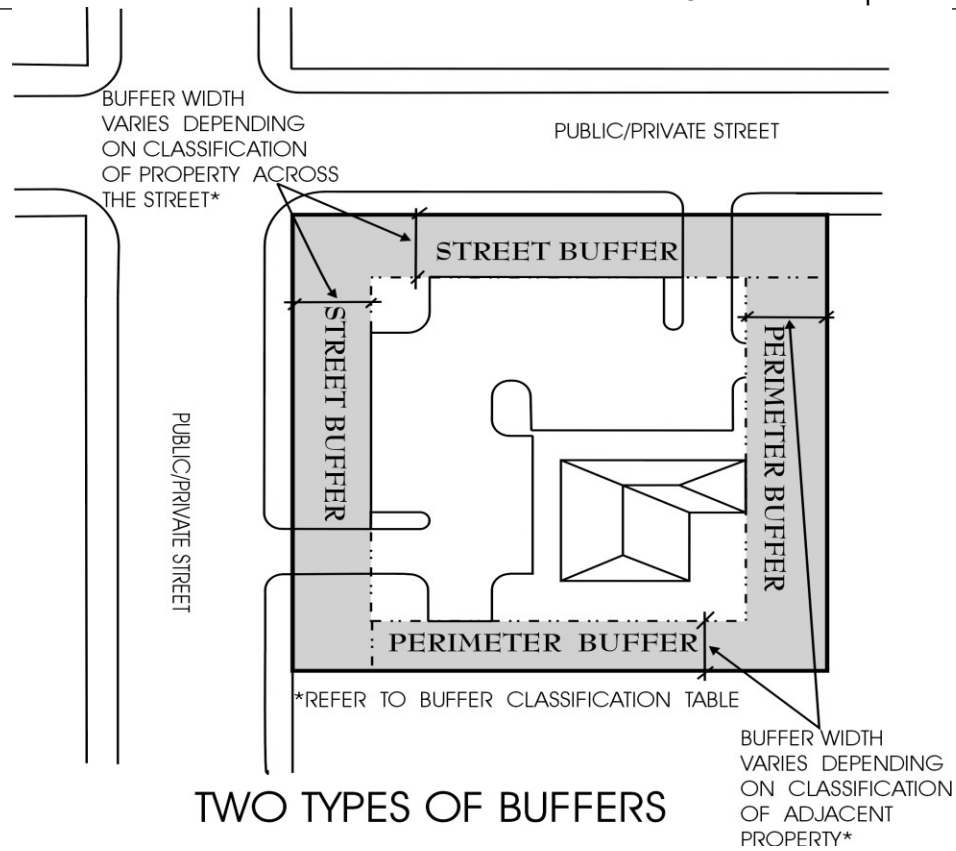 BUFFER WIDTH
VARIES DEPENDING
ON CLASSIFICATION
OF PROPERTY ACROSS
THE STREET*
PUBLIC/PRIVATE STREET
STREET BUFFER
STREET BUFFER
PERIMETER BUFFER
PUBLIC/PRIVATE STREET
PERIMETER BUFFER
*REFER TO BUFFER CLASSIFICATION TABLE
BUFFER WIDTH
VARIES DEPENDING
ON CLASSIFICATION
OF ADJACENT
PROPERTY*
TWO TYPES OF BUFFERS